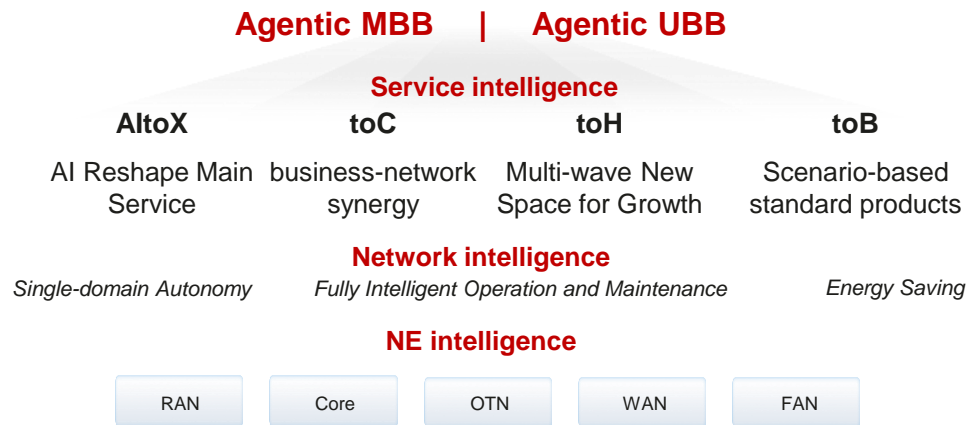 Agentic MBB | Agentic UBB
Service intelligence
AItoX toC toH toB
AI Reshape Main business-network Multi-wave New Scenario-based
Service synergy Space for Growth standard products
Network intelligence
Single-domain Autonomy Fully Intelligent Operation and Maintenance Energy Saving
NE intelligence
RAN Core OTN WAN FAN